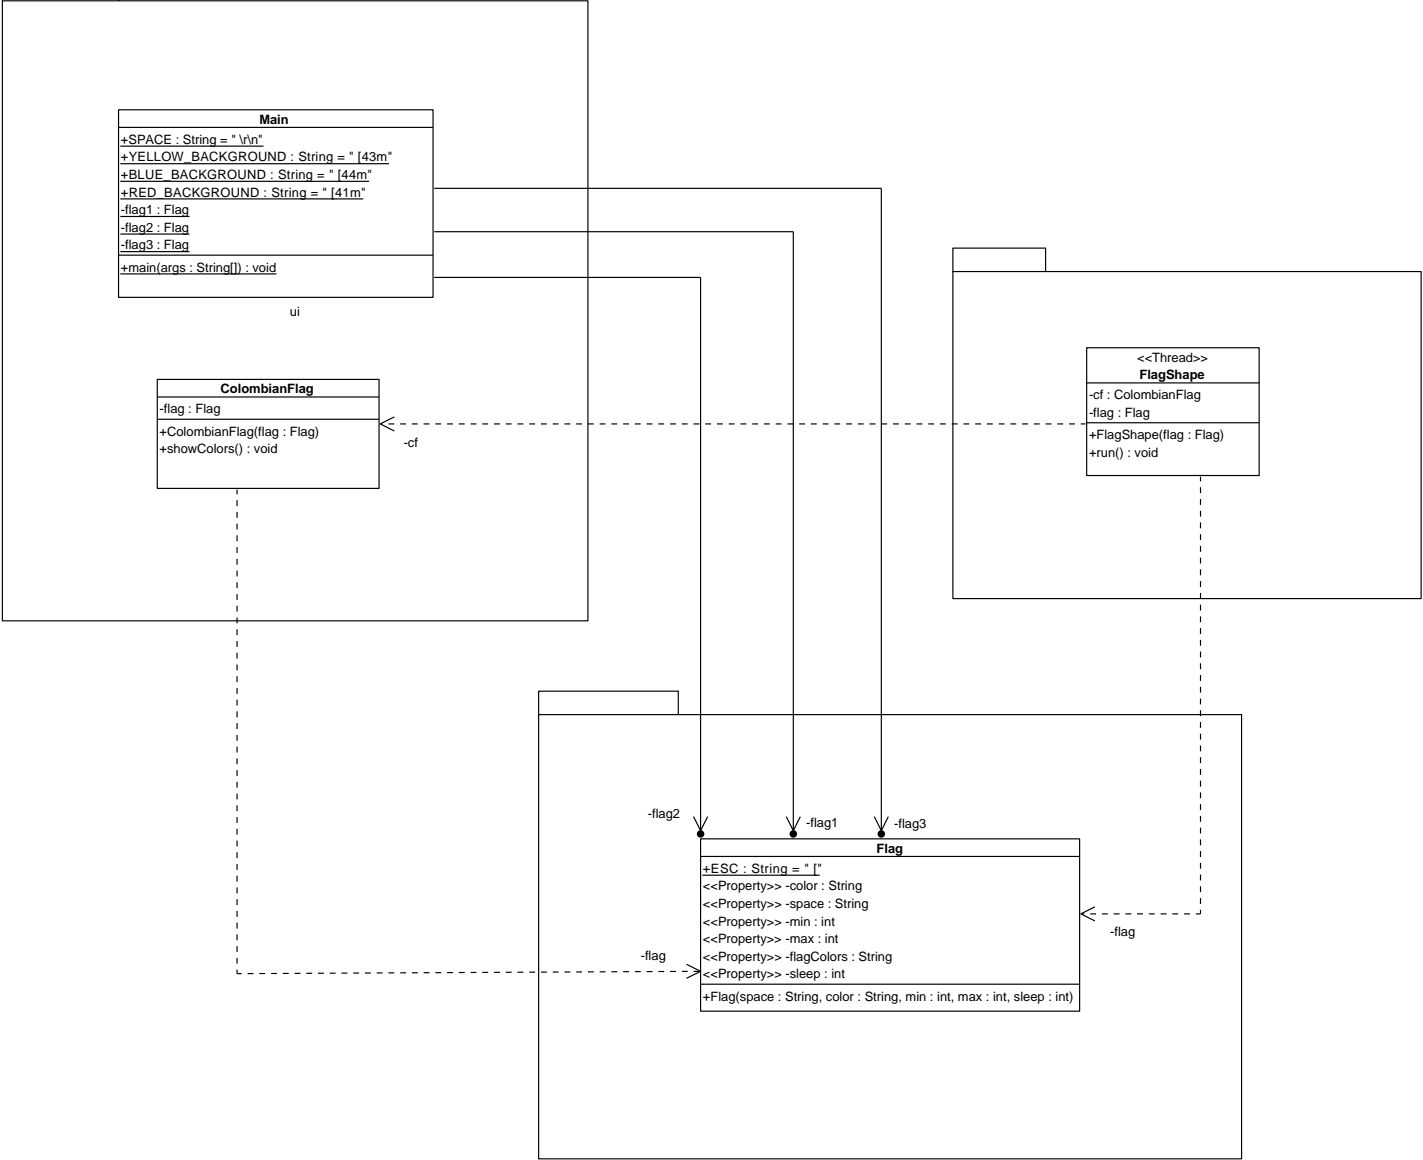 Main
+SPACE : String = " \r\n"
+YELLOW_BACKGROUND : String = " [43m"
+BLUE_BACKGROUND : String = " [44m"
+RED_BACKGROUND : String = " [41m"
-flag1 : Flag
-flag2 : Flag
-flag3 : Flag
+main(args : String[]) : void
ui
ColombianFlag
-flag : Flag
+ColombianFlag(flag : Flag)
+showColors() : void
-cf
<<Thread>>
FlagShape
-cf : ColombianFlag
-flag : Flag
+FlagShape(flag : Flag)
+run() : void
-flag2
-flag1
-flag3
Flag
+ESC : String = " ["
<<Property>> -color : String
<<Property>> -space : String
<<Property>> -min : int
<<Property>> -max : int
<<Property>> -flagColors : String
<<Property>> -sleep : int
+Flag(space : String, color : String, min : int, max : int, sleep : int)
-flag
-flag